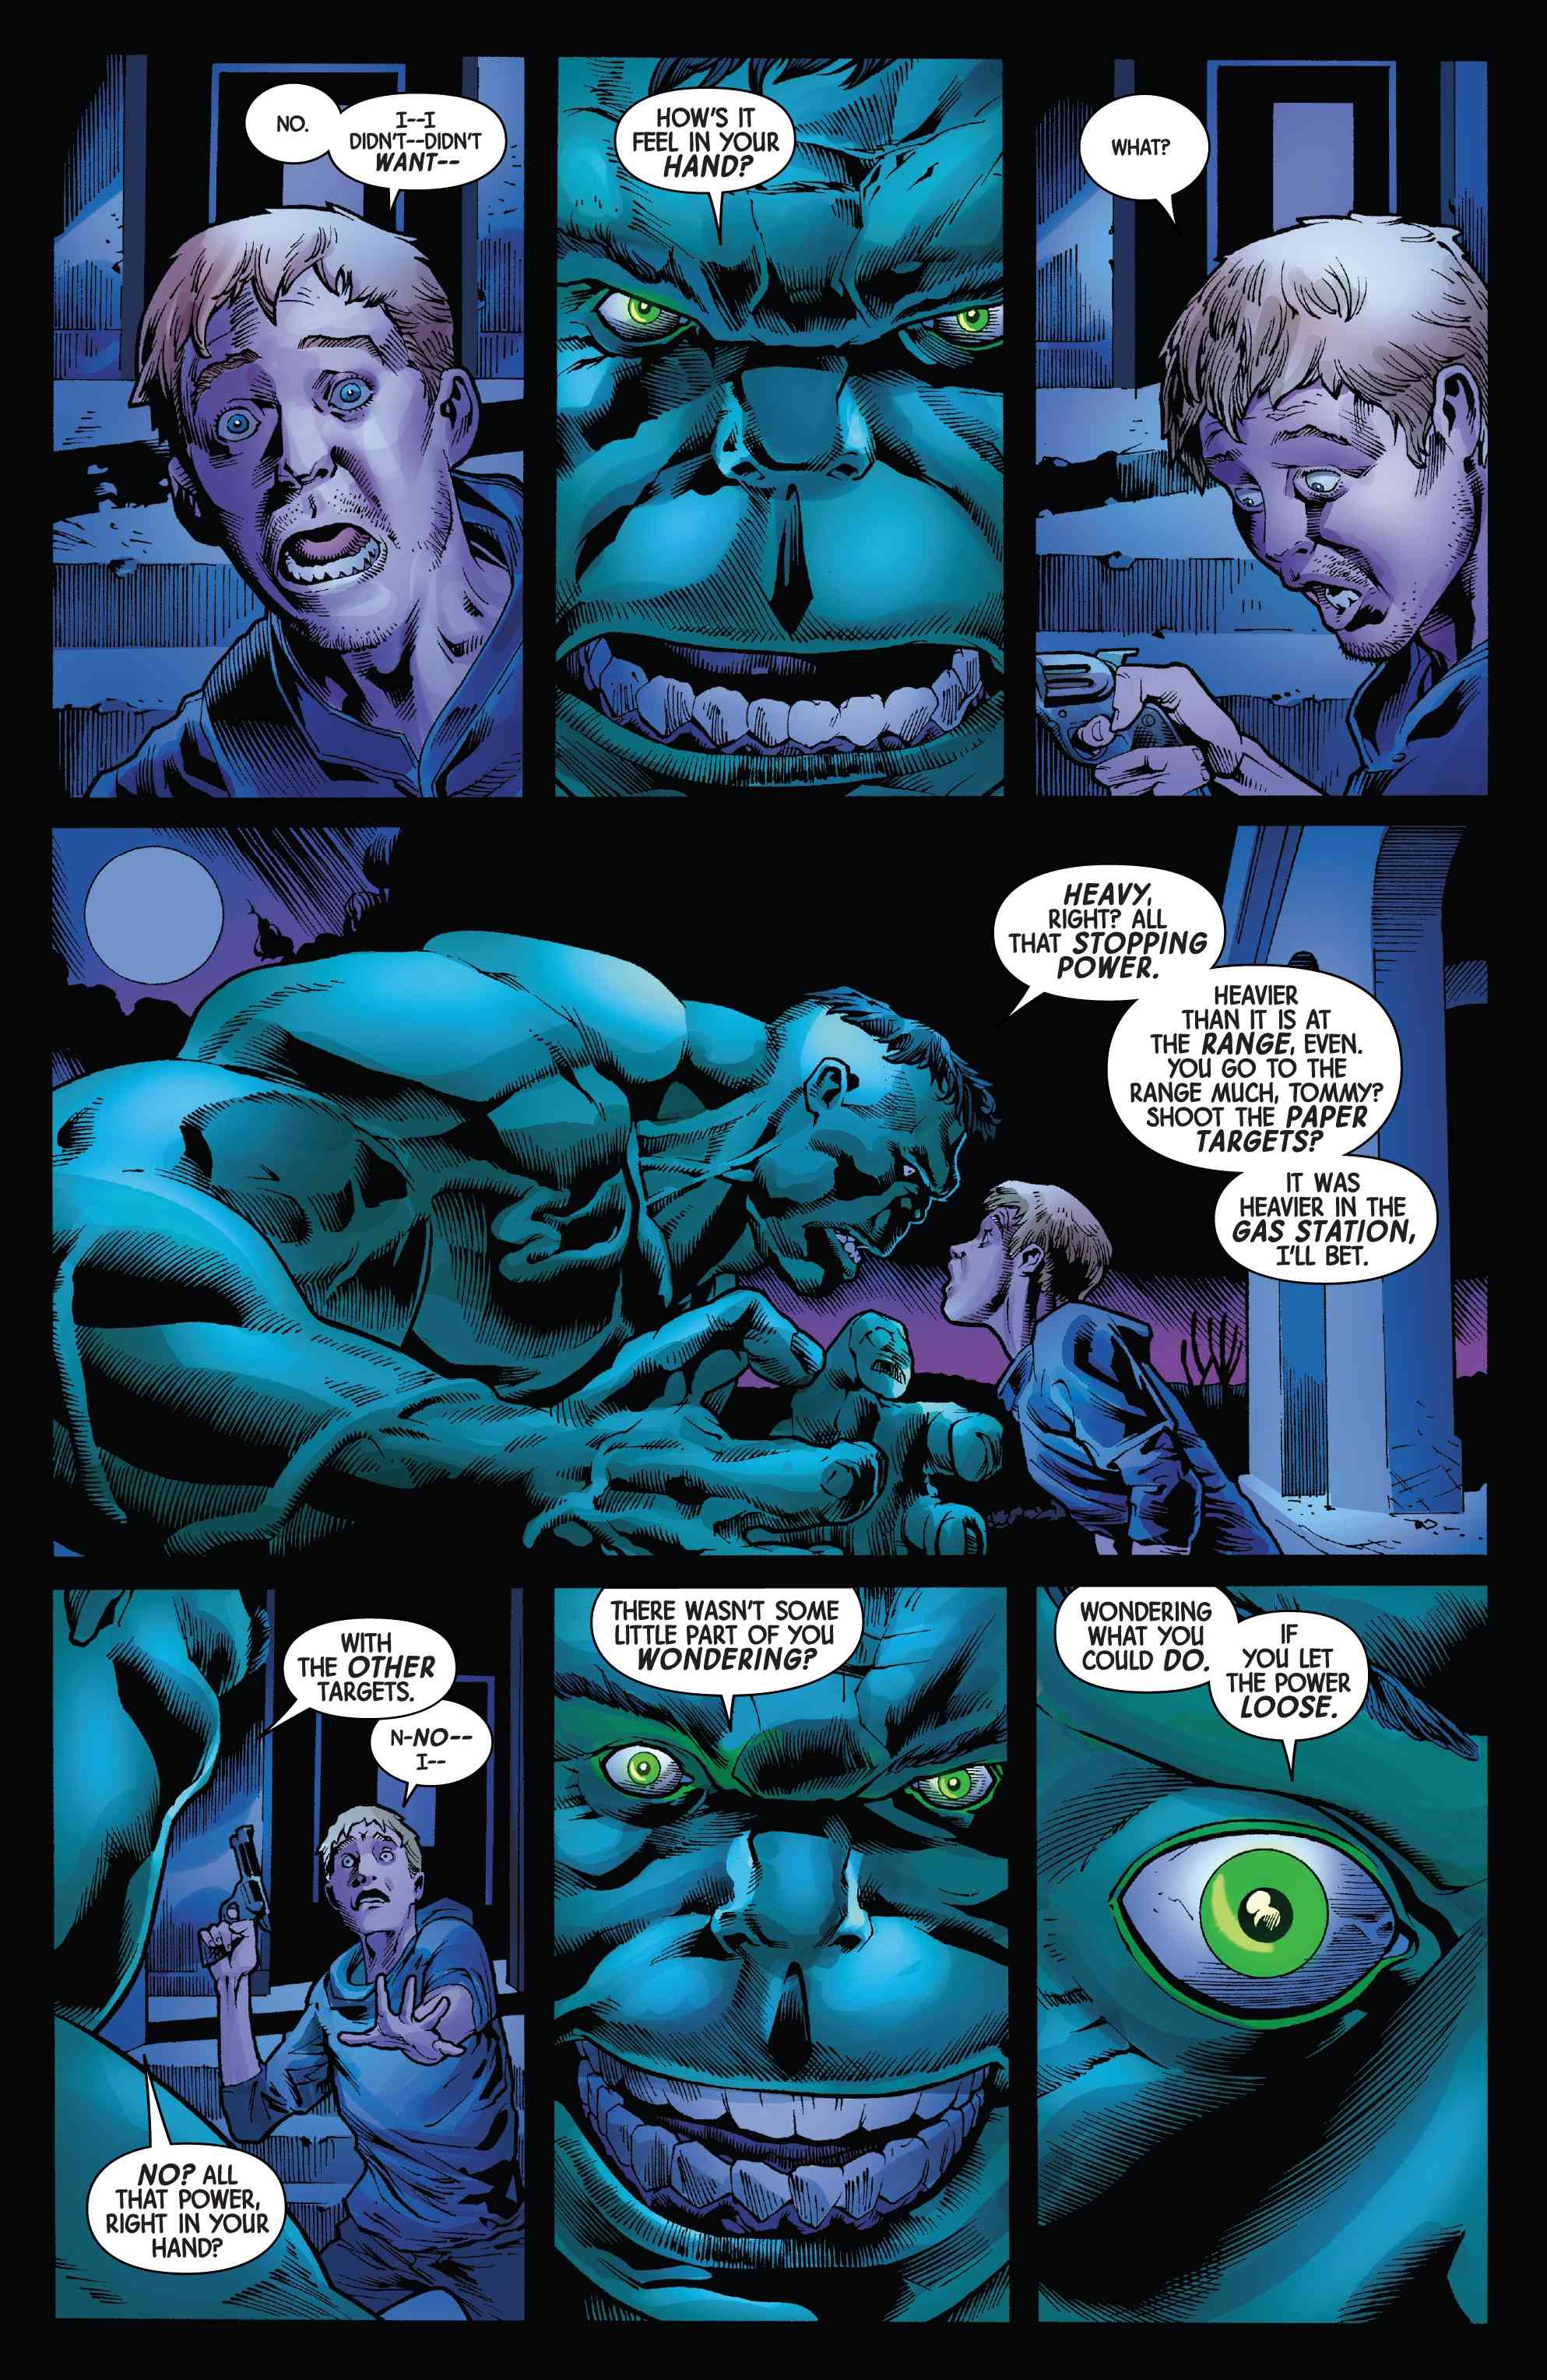 NO.
I--I
DIDN'T--DIDN'T
WANT--
HOW'S IT
FEEL IN YOUR
HAND?
WHAT?
HEAVY,
RIGHT? ALL
THAT STOPPING
POWER.
HEAVIER
THAN IT IS AT
THE RANGE, EVEN.
YOU GO TO THE
RANGE MUCH, TOMMY?
SHOOT THE PAPER
TARGETS?
IT WAS
HEAVIER IN THE
GAS STATION,
I'LL BET.
WITH
THE OTHER
TARGETS.
N-NO--
I--
NO? ALL
THAT POWER,
RIGHT IN YOUR
HAND?
THERE WASN'T SOME
LITTLE PART OF YOU
WONDERING?
WONDERING
WHAT YOU
COULD DO.
IF
YOU LET
THE POWER
LOOSE.